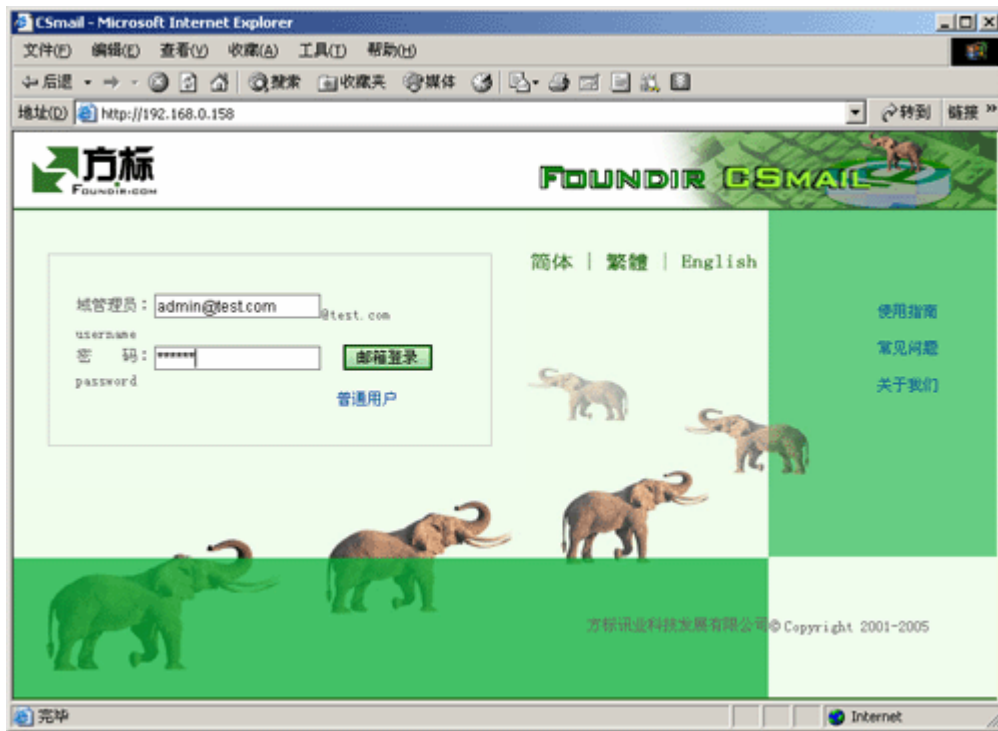 CSmail - Microsoft Internet Explorer
文件(F) 编辑(E) 查看(V) 收藏(A) 工具(T) 帮助(H)
后退 搜索 收藏夹 媒体
地址(D) http://192.168.0.158 转到 链接 »
方标
FOUNDIR.COM
FOUNDIR CSMAIL
简体 | 繁體 | English
域管理员: admin@test.com @test.com
username
密 码: ******
邮箱登录
password
普通用户
使用指南
常见问题
关于我们
方标讯业科技发展有限公司© Copyright 2001-2005
完毕 Internet